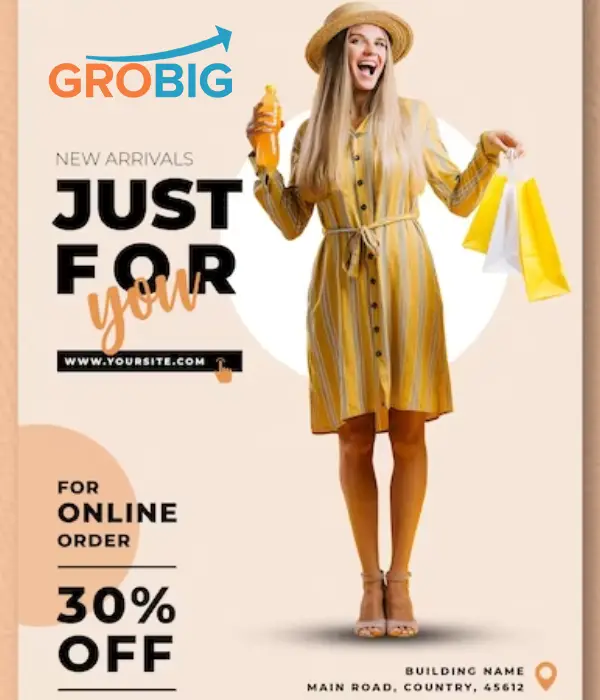 GROBIG
NEW ARRIVALS
JUST
FOR
you
WWW.YOURSITE.COM
FOR
ONLINE
ORDER
30%
OFF
BUILDING NAME
MAIN ROAD, COUNTRY, 45612